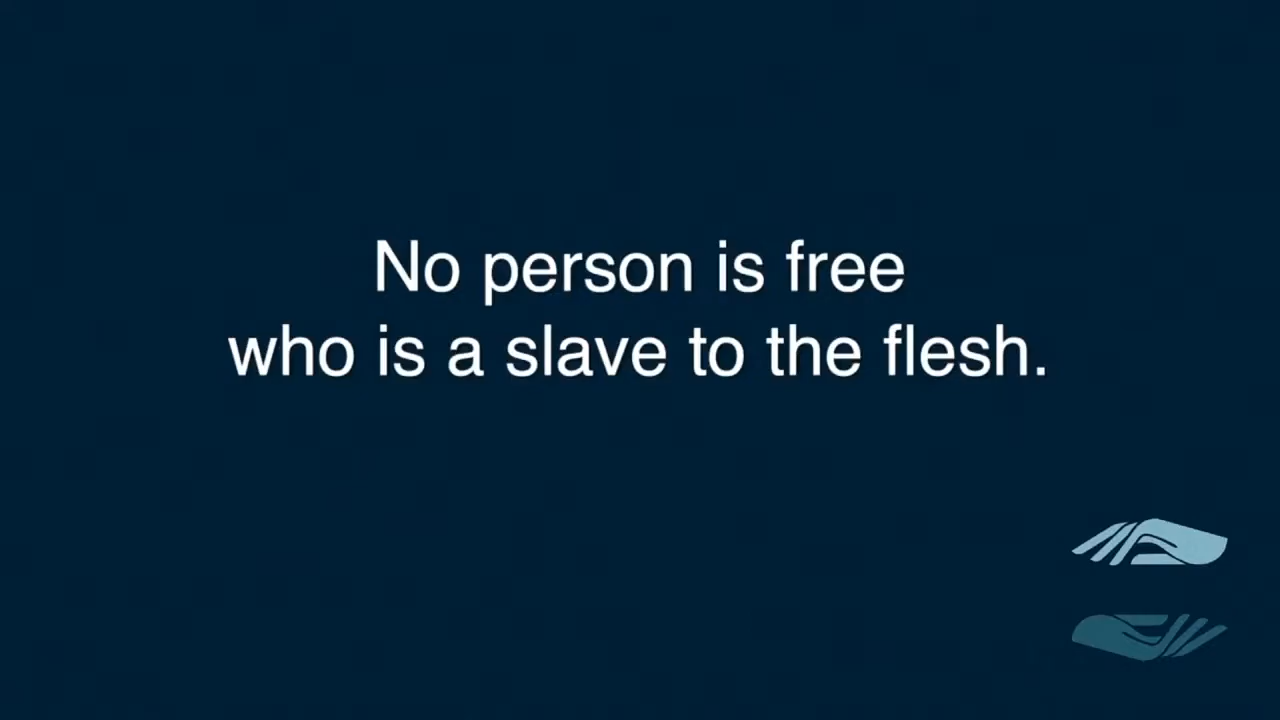 No person is free
who is a slave to the flesh.